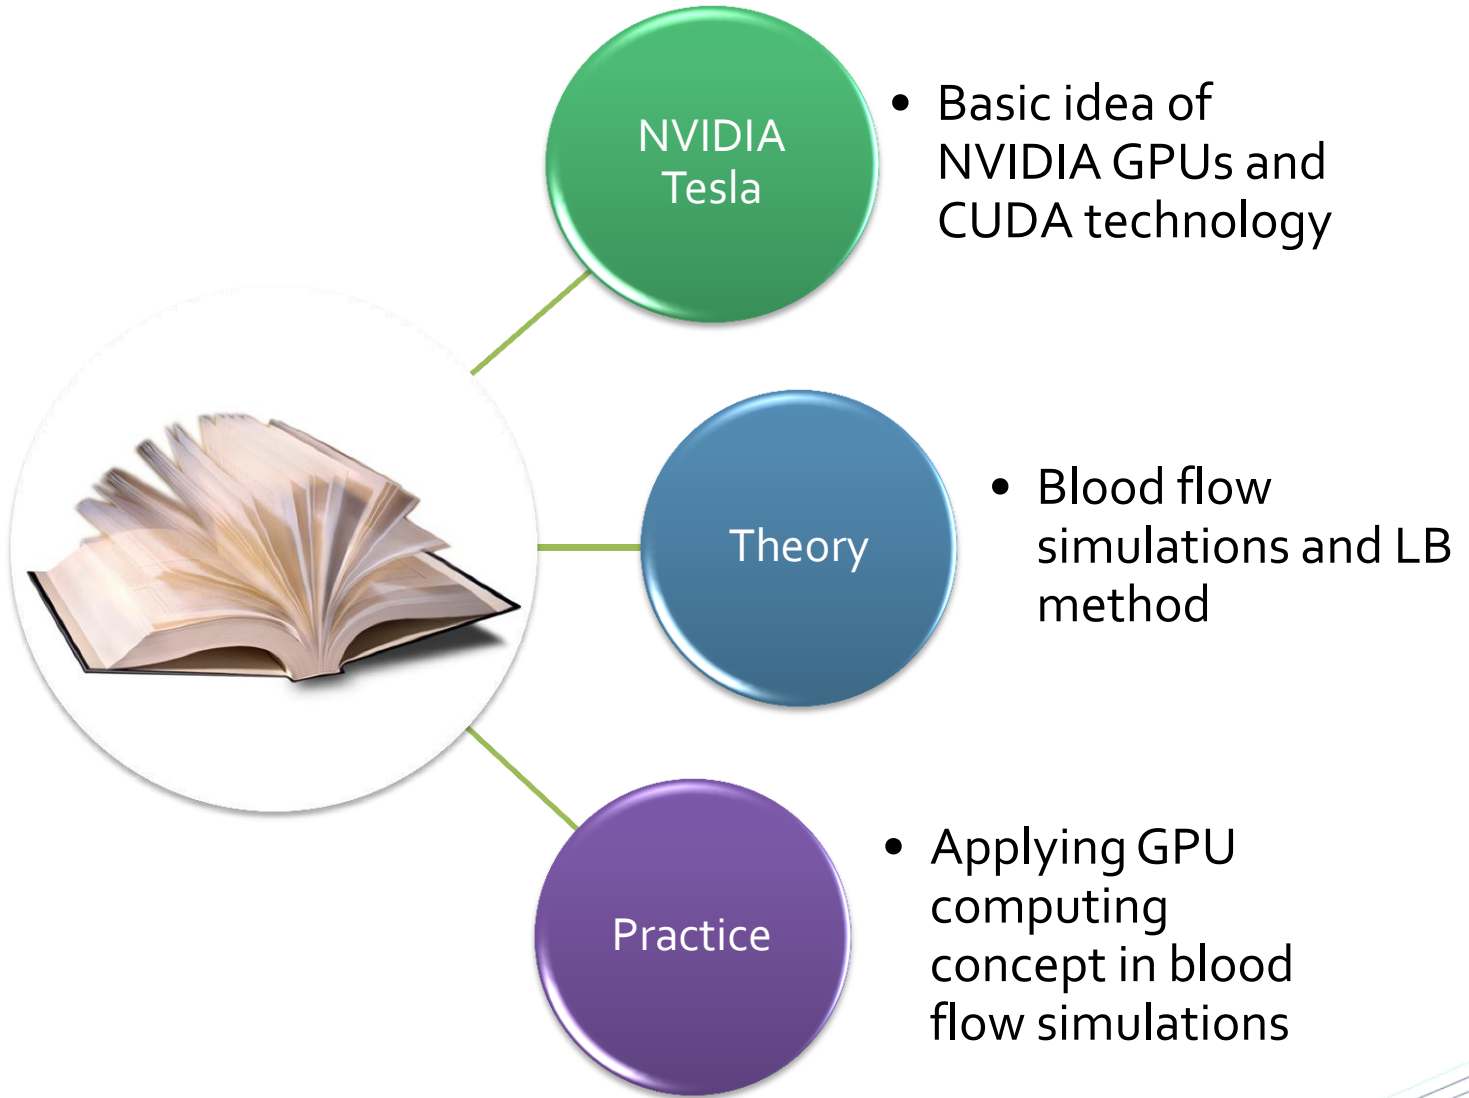 NVIDIA
Tesla
• Basic idea of
NVIDIA GPUs and
CUDA technology
Theory
• Blood flow
simulations and LB
method
Practice
• Applying GPU
computing
concept in blood
flow simulations